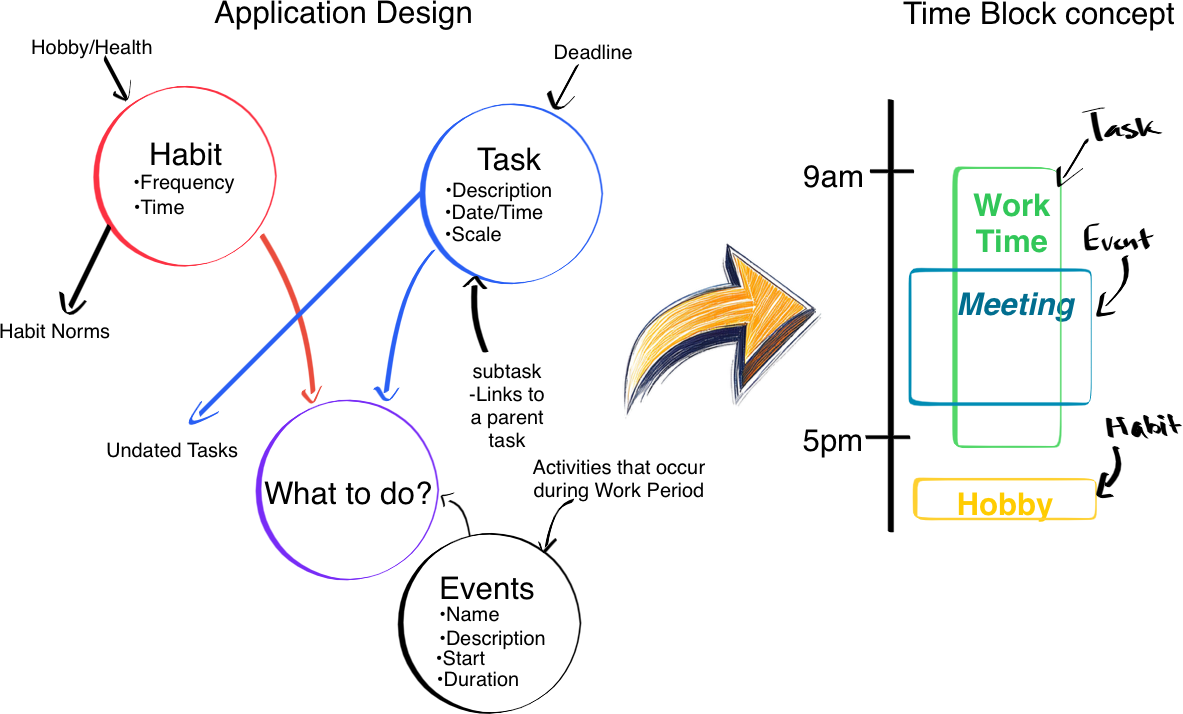 Application Design
Hobby/Health
Deadline
Habit
•Frequency
•Time
Task
•Description
•Date/Time
•Scale
Habit Norms
subtask
-Links to
a parent
task
Undated Tasks
What to do?
Activities that occur
during Work Period
Events
•Name
•Description
•Start
•Duration
Time Block concept
Task
9am
Work
Time
Event
Meeting
5pm
Habit
Hobby